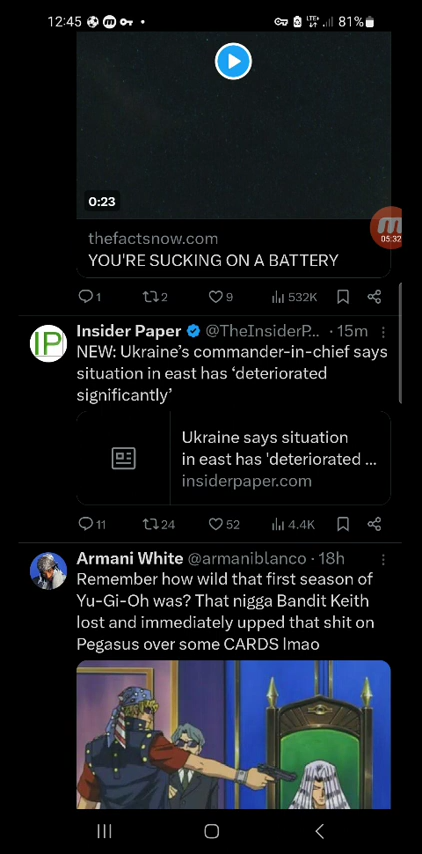 12:45
LTE+
81%
0:23
05:32
thefactsnow.com
YOU'RE SUCKING ON A BATTERY
1 2 9 532K
Insider Paper @TheInsiderP... · 15m
IP
NEW: Ukraine’s commander-in-chief says
situation in east has ‘deteriorated
significantly’
Ukraine says situation
in east has 'deteriorated ...
insiderpaper.com
11 24 52 4.4K
Armani White @armaniblanco · 18h
Remember how wild that first season of
Yu-Gi-Oh was? That nigga Bandit Keith
lost and immediately upped that shit on
Pegasus over some CARDS lmao